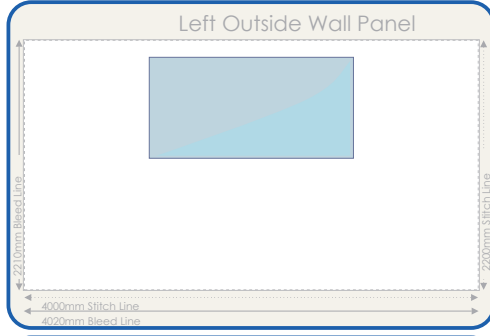 Left Outside Wall Panel
2210mm Bleed Line
2200mm Stitch Line
4000mm Stitch Line
4020mm Bleed Line